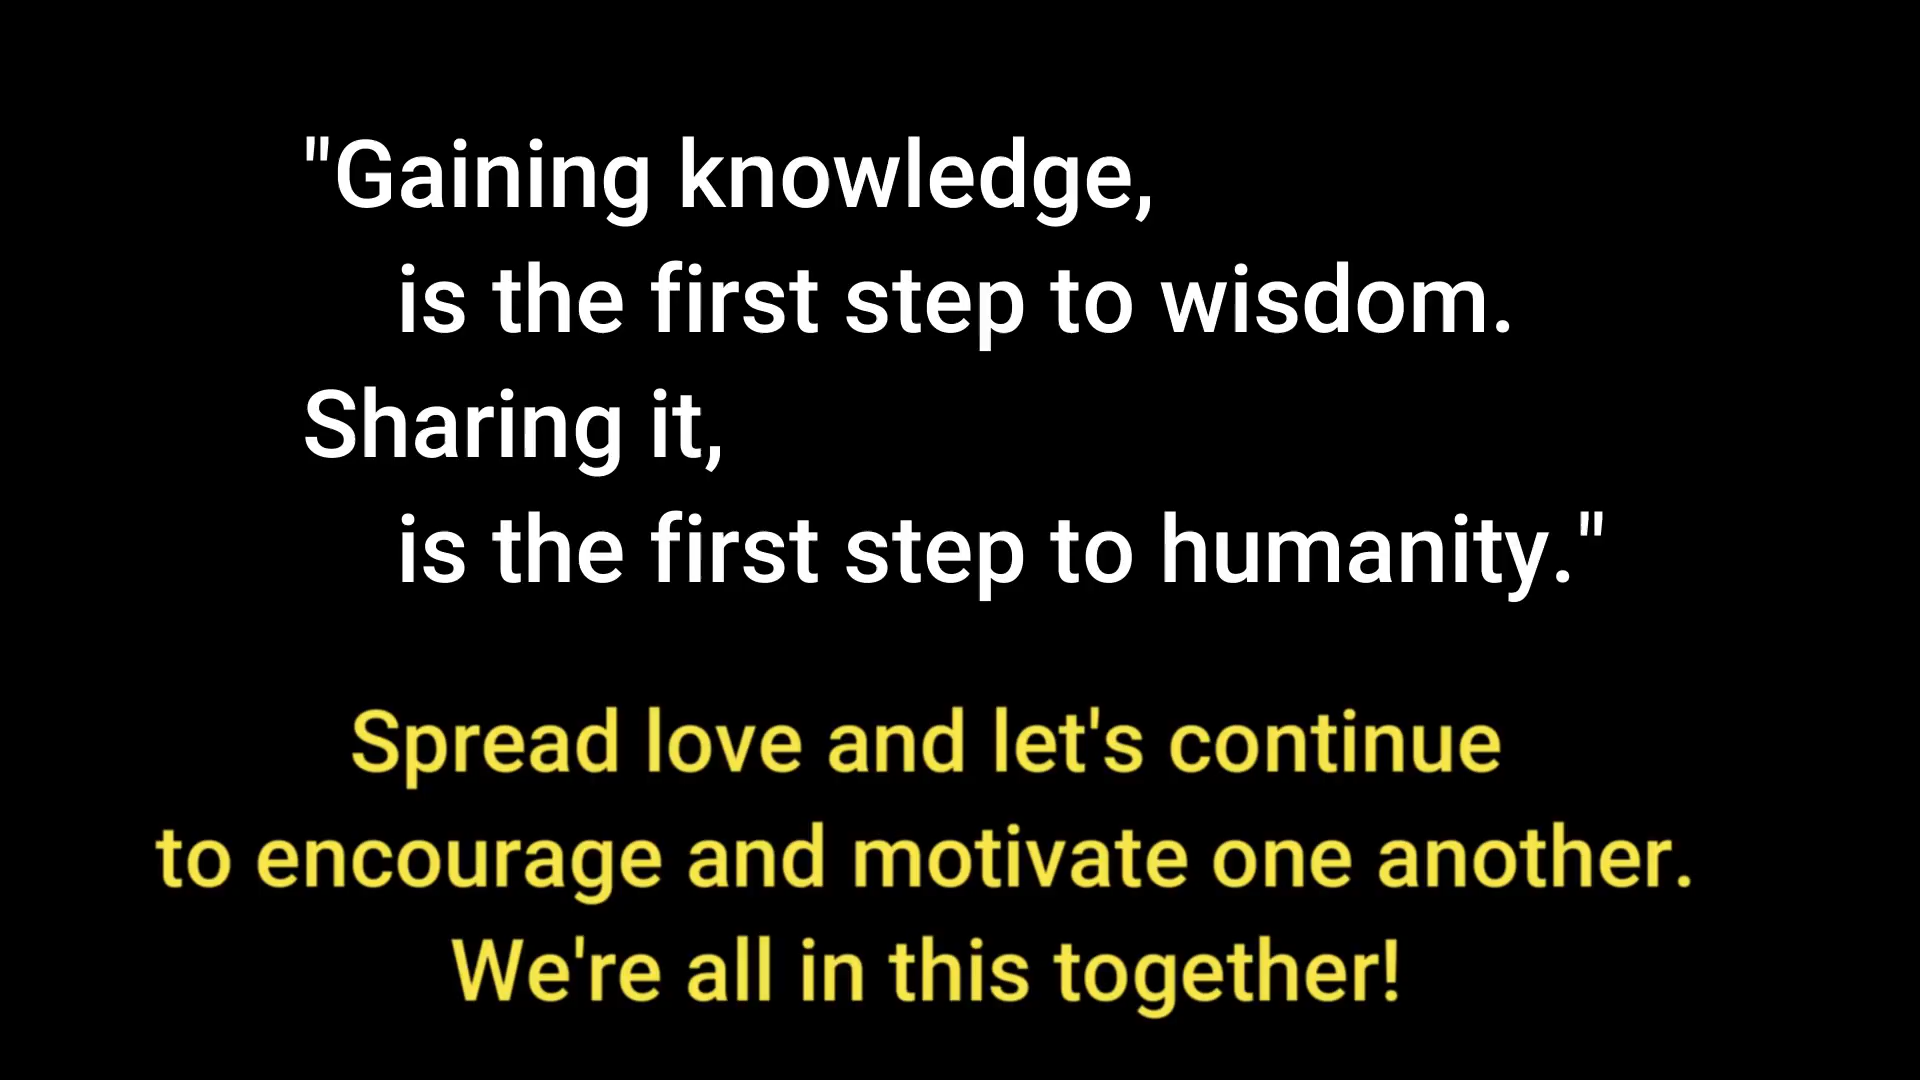 "Gaining knowledge,
is the first step to wisdom.
Sharing it,
is the first step to humanity."
Spread love and let's continue
to encourage and motivate one another.
We're all in this together!